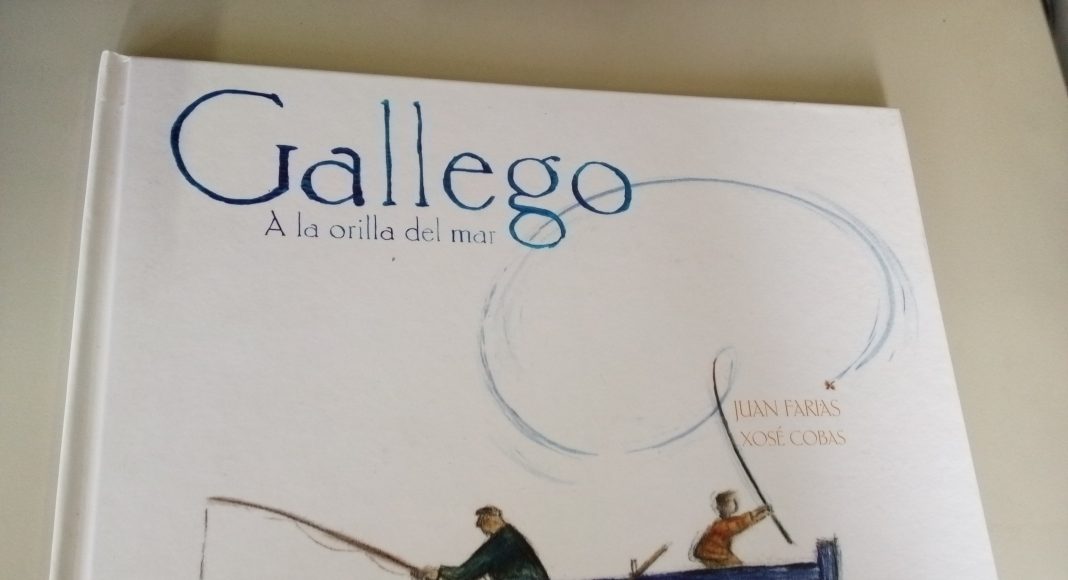 Gallego
A la orilla del mar
JUAN FARIAS
XOSÉ COBAS